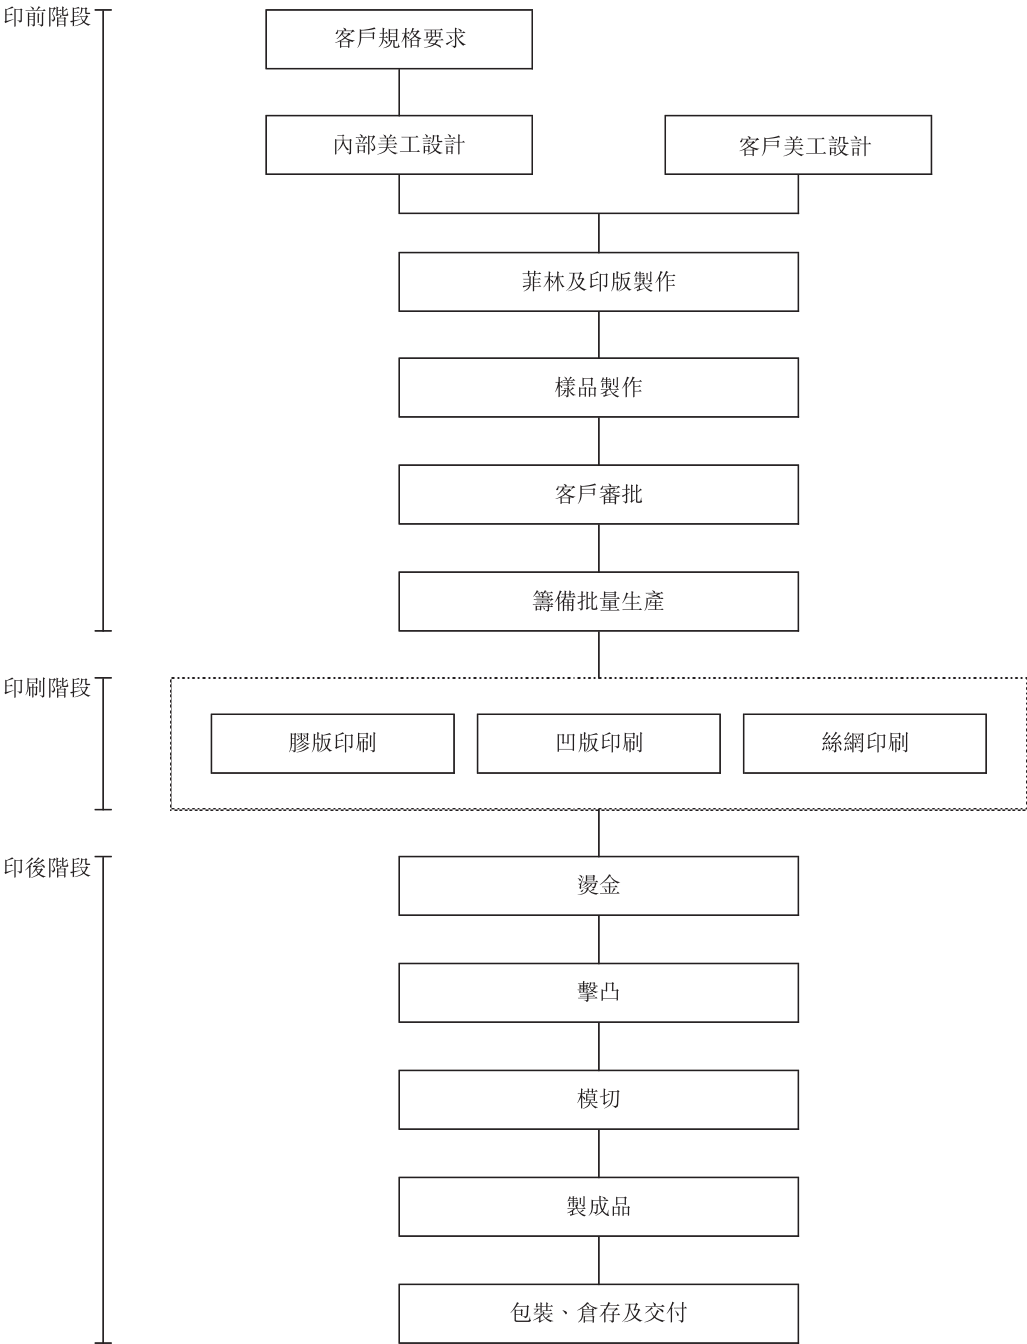 印前階段
客戶規格要求
內部美工設計
客戶美工設計
菲林及印版製作
樣品製作
客戶審批
籌備批量生產
印刷階段
膠版印刷
凹版印刷
絲網印刷
印後階段
燙金
擊凸
模切
製成品
包裝、倉存及交付